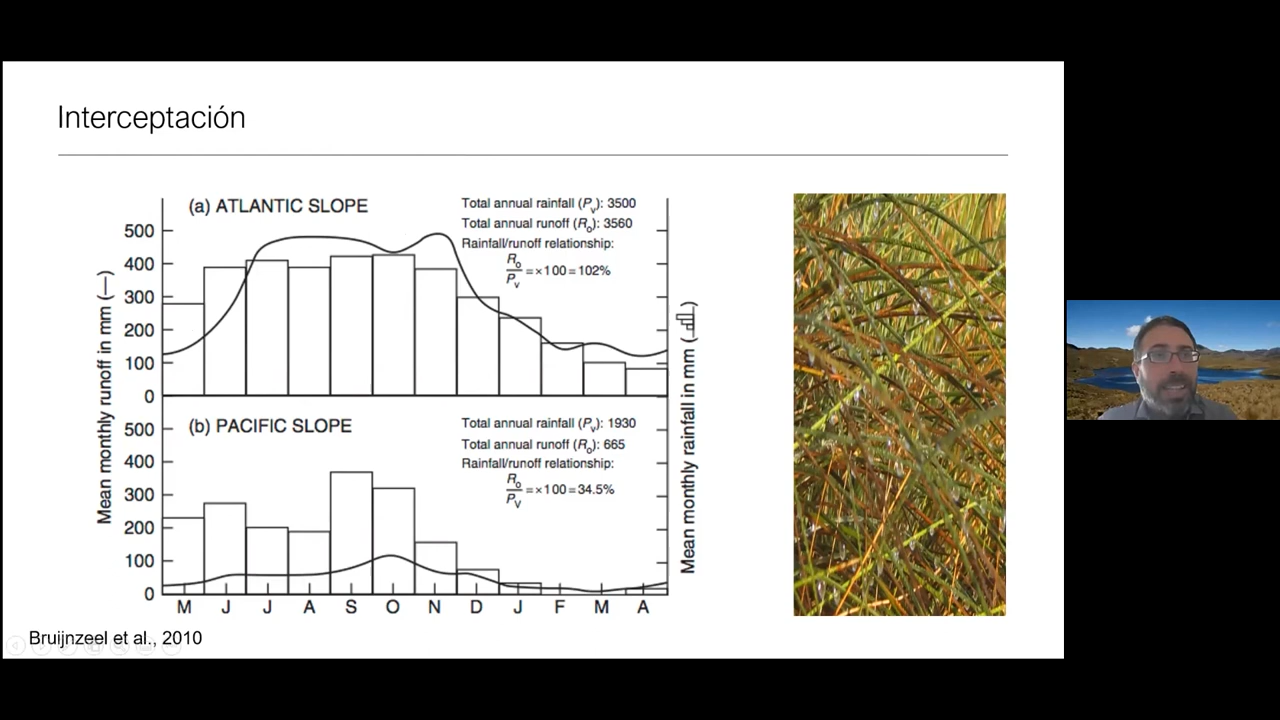 Interceptación
(a) ATLANTIC SLOPE
Total annual rainfall (Pv): 3500
Total annual runoff (Ro): 3560
Rainfall/runoff relationship:
Ro
Pv
=×100=102%
500
400
300
200
100
0
(b) PACIFIC SLOPE
Total annual rainfall (Pv): 1930
Total annual runoff (Ro): 665
Rainfall/runoff relationship:
Ro
PV
=×100=34.5%
500
400
300
200
100
0
Mean monthly runoff in mm (—)
Mean monthly rainfall in mm (
M J J A S O N D J F M A
Bruijnzeel et al., 2010